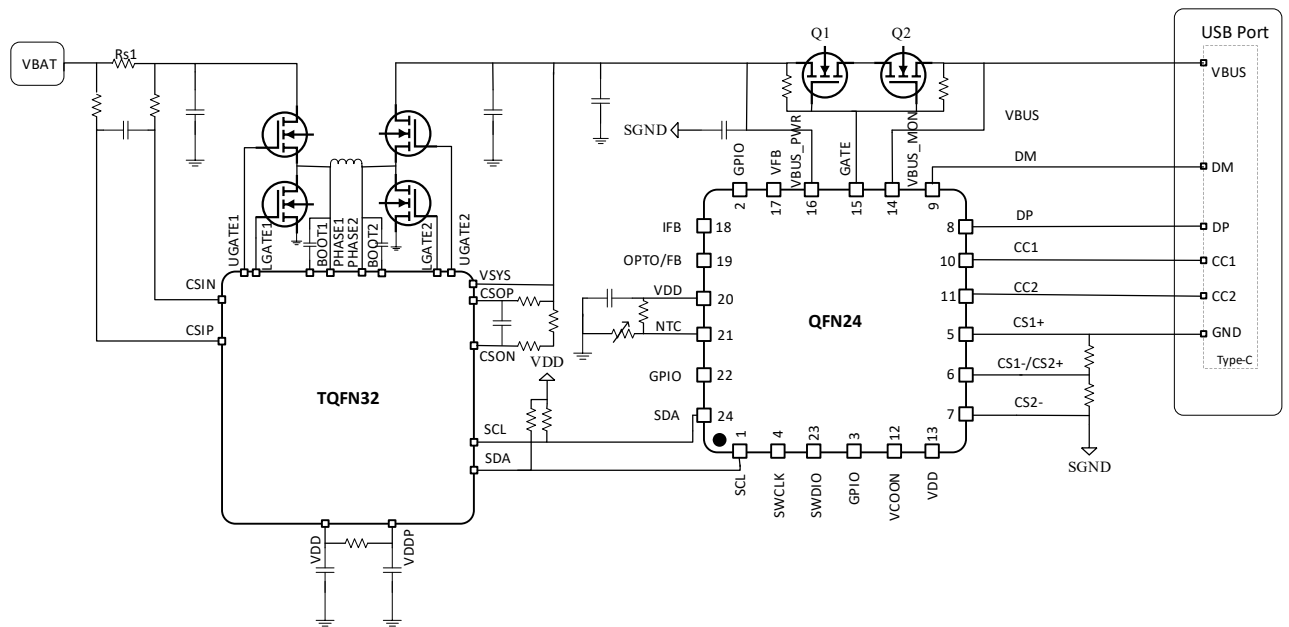 Q1
Q2
USB Port
VBAT
Rs1
VBUS
SGND
VBUS
GPIO
VFB
VBUS_PWR
GATE
VBUS_MON
DM
DM
2
17
16
15
14
9
UGATE1
LGATE1
BOOT1
PHASE1
PHASE2
BOOT2
LGATE2
UGATE2
IFB
18
8
DP
DP
OPTO/FB
19
10
CC1
CC1
CSIN
VSYS
CSOP
VDD
20
11
CC2
CC2
QFN24
CSIP
NTC
21
5
CS1+
GND
CSON
VDD
Type-C
GPIO
22
6
CS1-/CS2+
TQFN32
SDA
24
7
CS2-
SCL
1
4
23
3
12
13
SDA
SGND
SCL
SWCLK
SWDIO
GPIO
VCOON
VDD
VDD
VDDP